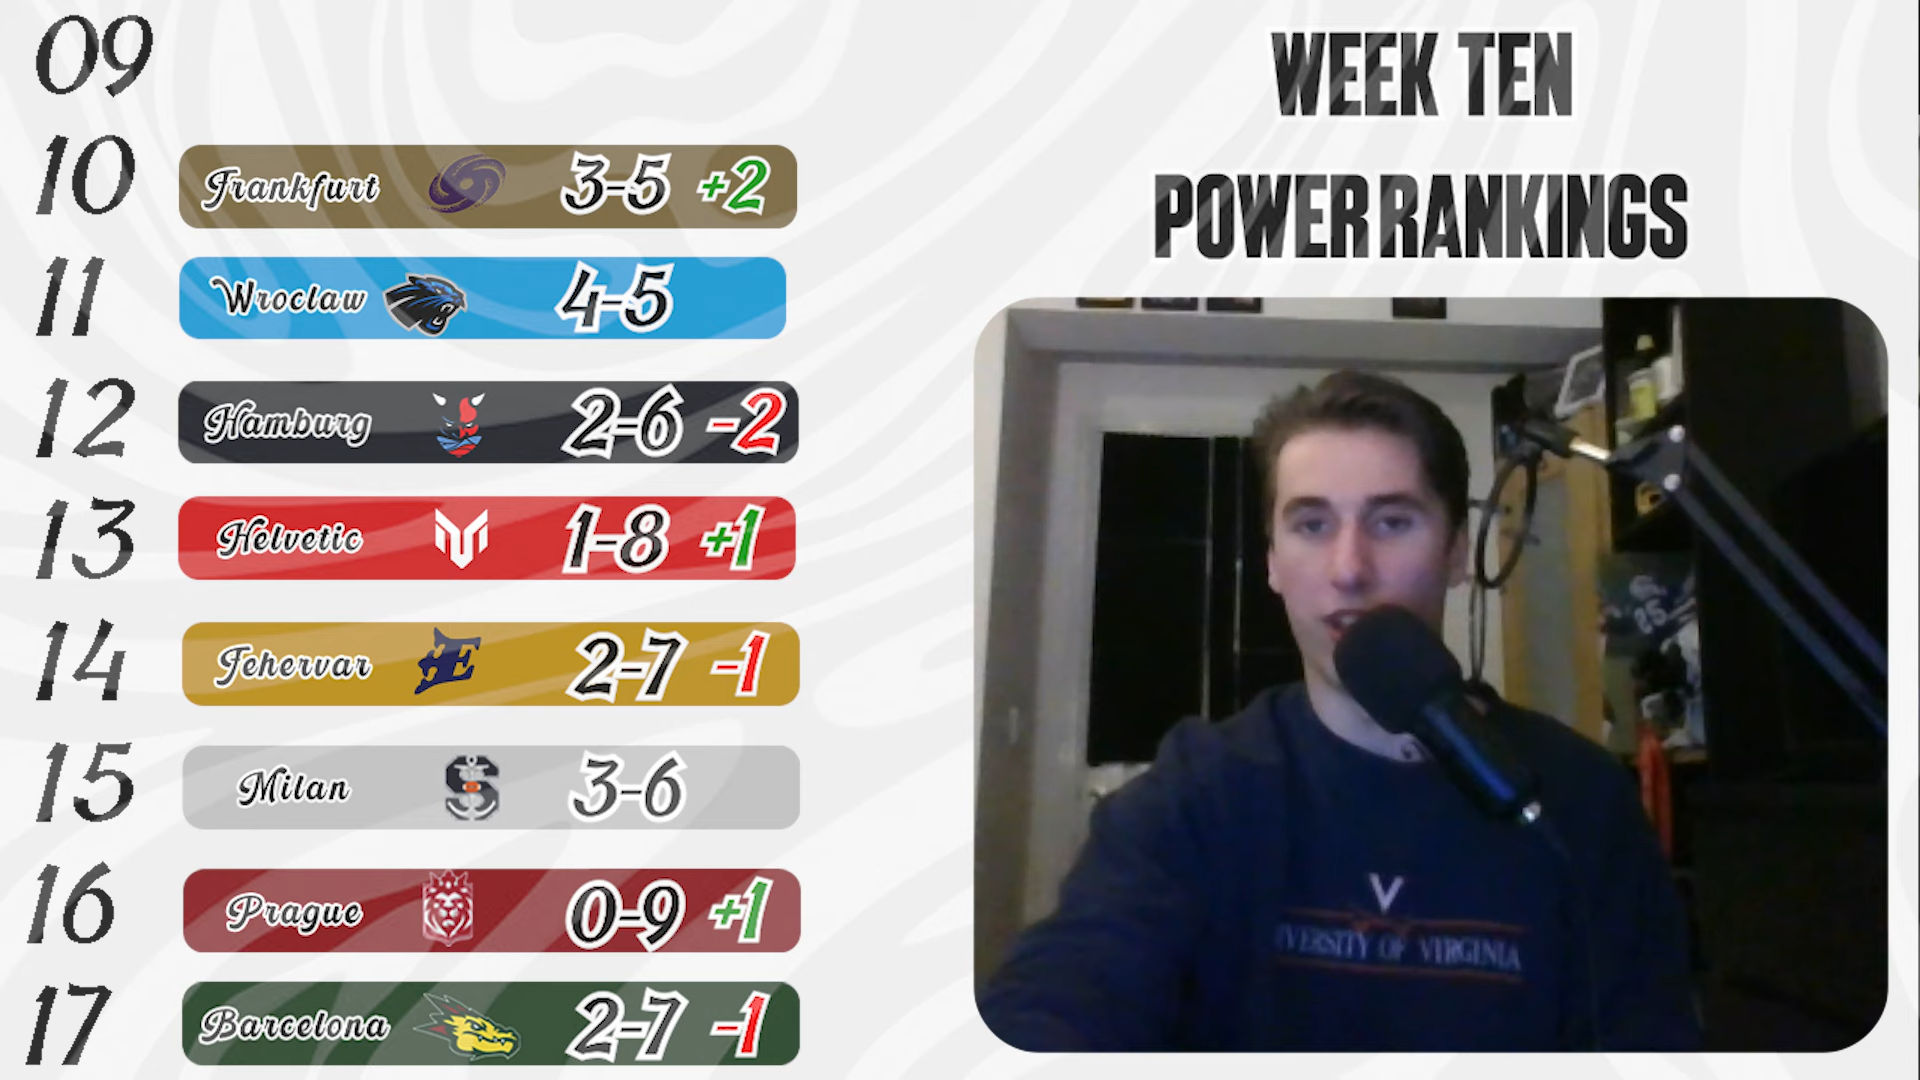 09
10 Frankfurt 3-5 +2
11 Wroclaw 4-5
12 Hamburg 2-6 -2
13 Helvetic 1-8 +1
14 Fehervar 2-7 -1
15 Milan 3-6
16 Prague 0-9 +1
17 Barcelona 2-7 -1
WEEK TEN
POWER RANKINGS
25
V
VERSITY OF VIRGINIA